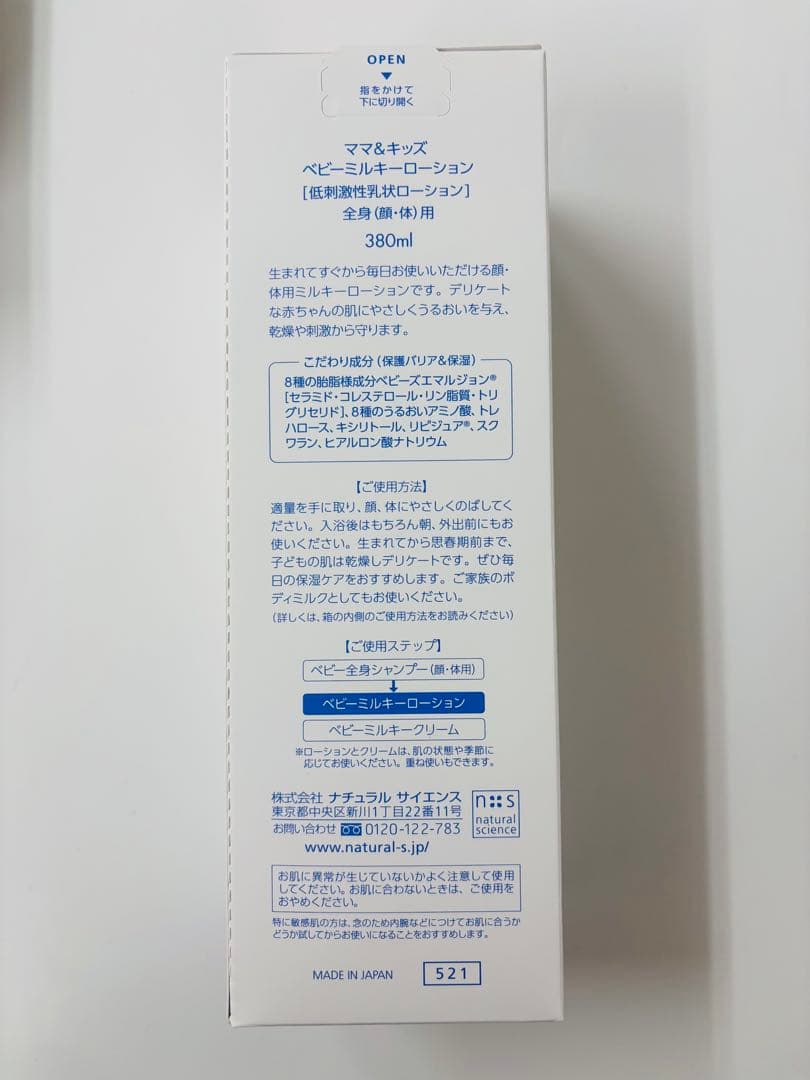 OPEN
▼
指をかけて
下に切り開く
ママ&キッズ
ベビーミルキーローション
[低刺激性乳状ローション]
全身(顔・体)用
380ml
生まれてすぐから毎日お使いいただける顔・
体用ミルキーローションです。デリケート
な赤ちゃんの肌にやさしくうるおいを与え、
乾燥や刺激から守ります。
こだわり成分(保護バリア&保湿)
8種の胎脂様成分ベビーズエマルジョン®
[セラミド・コレステロール・リン脂質・トリ
グリセリド]、8種のうるおいアミノ酸、トレ
ハロース、キシリトール、リピジュア®、スク
ワラン、ヒアルロン酸ナトリウム
【ご使用方法】
適量を手に取り、顔、体にやさしくのばしてく
ださい。入浴後はもちろん朝、外出前にもお
使いください。生まれてから思春期前まで、
子どもの肌は乾燥しデリケートです。ぜひ毎
日の保湿ケアをおすすめします。ご家族のボ
ディミルクとしてもお使いください。
(詳しくは、箱の内側のご使用方法をお読みください)
【ご使用ステップ】
ベビー全身シャンプー(顔・体用)
ベビーミルキーローション
ベビーミルキークリーム
※ローションとクリームは、肌の状態や季節に
応じてお使いください。重ね使いもできます。
株式会社 ナチュラル サイエンス
東京都中央区新川1丁目22番11号
お問い合わせ 0120-122-783
www.natural-s.jp/
n::s
natural
science
お肌に異常が生じていないかよく注意して使用
してください。お肌に合わないときは、ご使用を
おやめください。
特に敏感肌の方は、念のため内腕などにつけてお肌に合うか
どうか試してからお使いになることをおすすめします。
MADE IN JAPAN 521